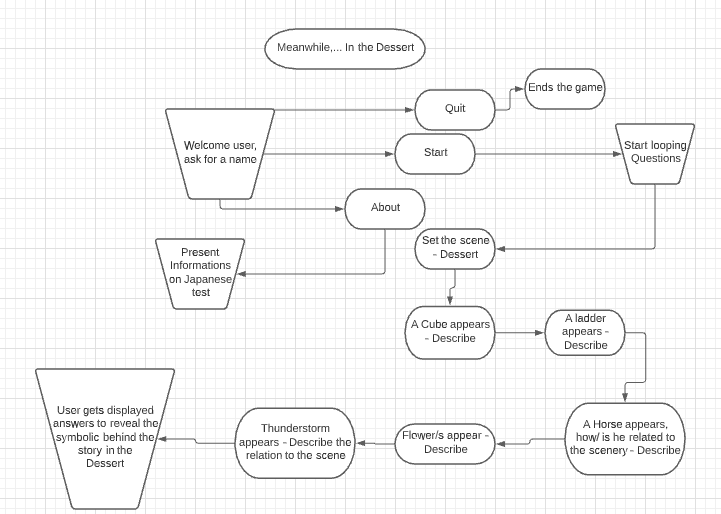 Meanwhile,... In the Dessert
Quit
Ends the game
Welcome user,
ask for a name
Start
Start looping
Questions
About
Set the scene
- Dessert
Present
Informations
on Japanese
test
A Cube appears
- Describe
A ladder
appears -
Describe
A Horse appears,
how/ is he related to
the scenery - Describe
Flower/s appear -
Describe
Thunderstorm
appears - Describe the
relation to the scene
User gets displayed
answers to reveal the
symbolic behind the
story in the
Dessert